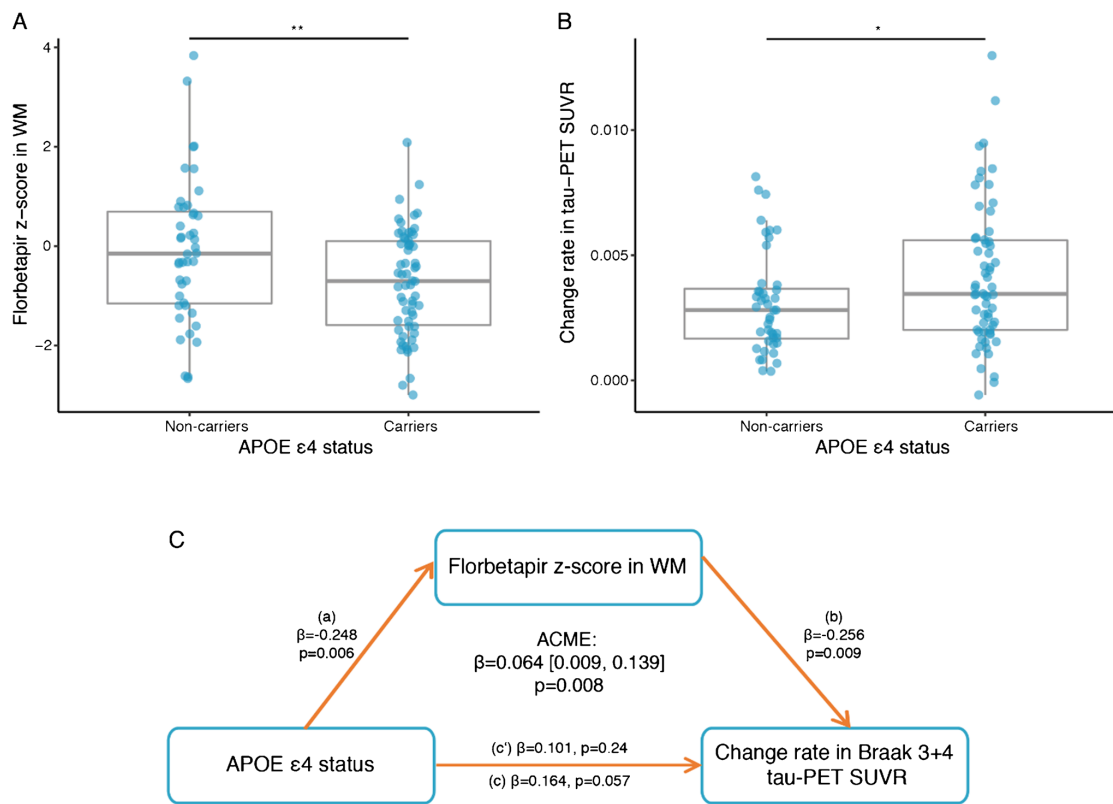 A
**
Florbetapir z−score in WM
4
2
0
−2
Non−carriers
Carriers
APOE ε4 status
B
*
Change rate in tau−PET SUVR
0.010
0.005
0.000
Non−carriers
Carriers
APOE ε4 status
C
Florbetapir z-score in WM
(a)
β=-0.248
p=0.006
ACME:
β=0.064 [0.009, 0.139]
p=0.008
(b)
β=-0.256
p=0.009
APOE ε4 status
(c') β=0.101, p=0.24
(c) β=0.164, p=0.057
Change rate in Braak 3+4
tau-PET SUVR